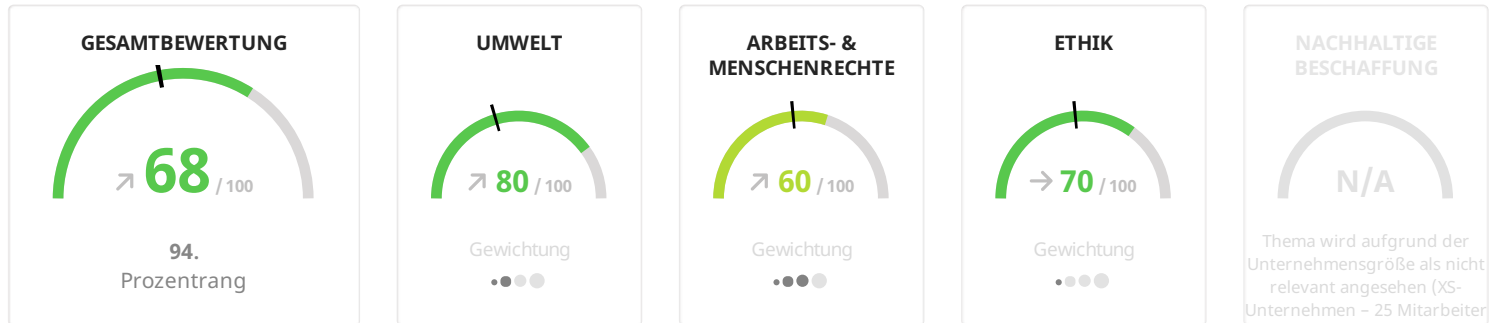 GESAMTBEWERTUNG
68 / 100
94.
Prozentrang
UMWELT
80 / 100
Gewichtung
ARBEITS- &
MENSCHENRECHTE
60 / 100
Gewichtung
ETHIK
70 / 100
Gewichtung
NACHHALTIGE
BESCHAFFUNG
N/A
Thema wird aufgrund der
Unternehmensgröße als nicht
relevant angesehen (XS-
Unternehmen – 25 Mitarbeiter